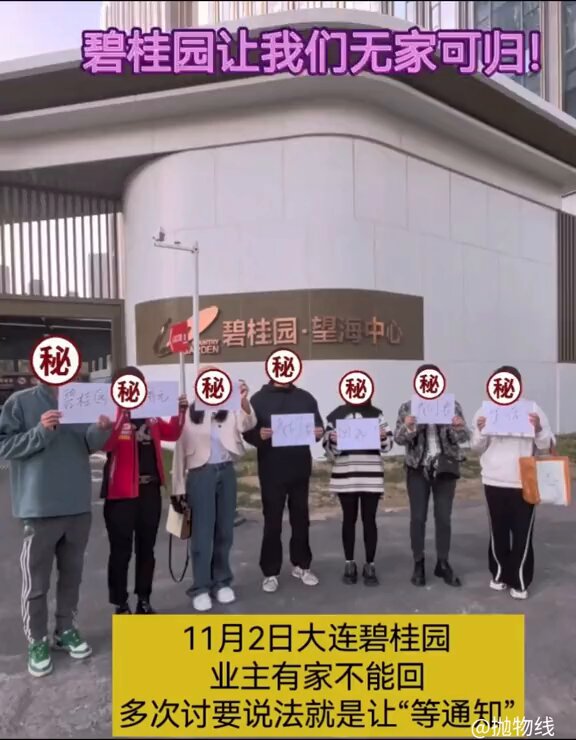 碧桂园让我们无家可归!
碧桂园·望海中心
COUNTRY
GARDEN
秘
秘
秘
秘
秘
秘
秘
碧桂园
11月2日大连碧桂园
业主有家不能回
多次讨要说法就是让“等通知”
@抛物线